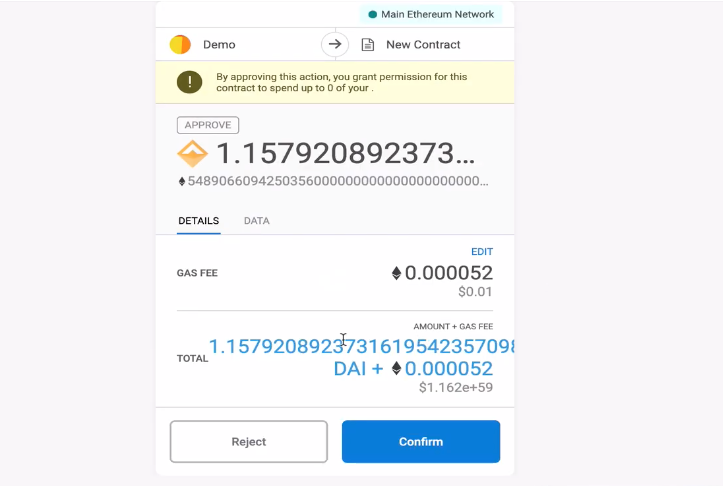 Main Ethereum Network
Demo
New Contract
By approving this action, you grant permission for this
contract to spend up to 0 of your .
APPROVE
1.157920892373...
548906609425035600000000000000000000000...
DETAILS DATA
EDIT
GAS FEE
0.000052
$0.01
AMOUNT + GAS FEE
1.1579208923731619542357098
TOTAL
DAI + 0.000052
$1.162e+59
Reject Confirm